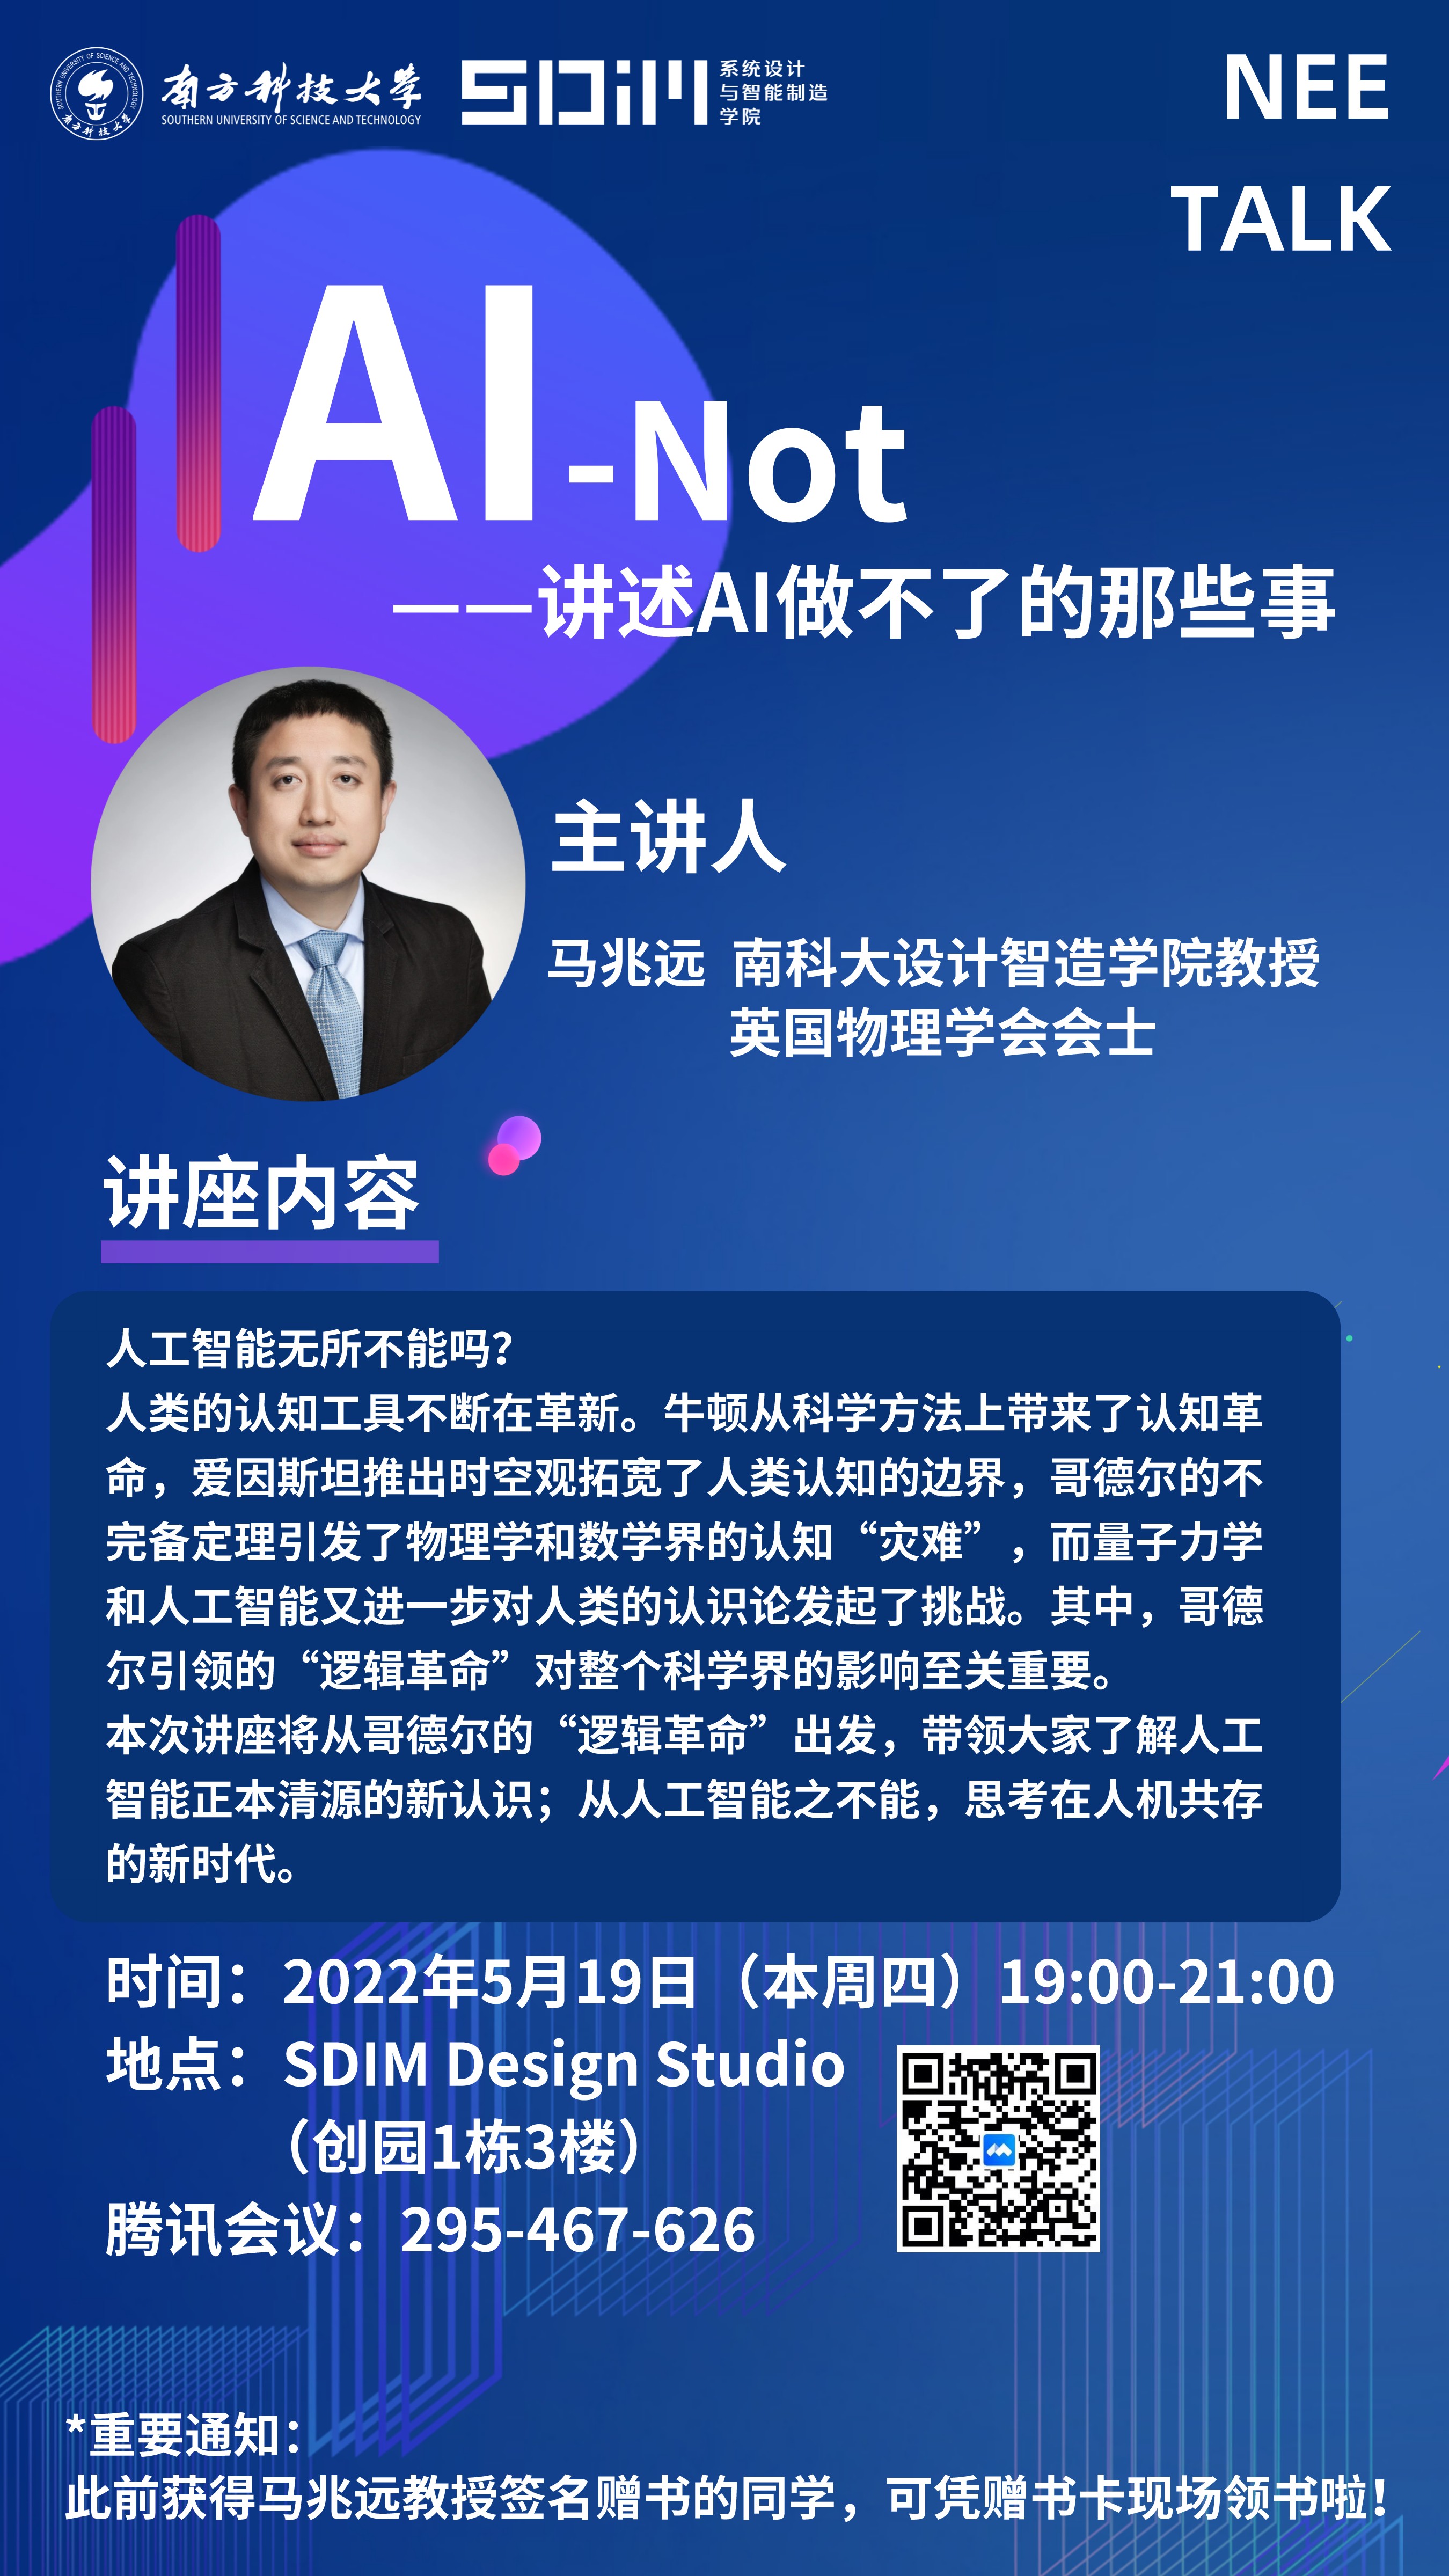 南方科技大学
SOUTHERN UNIVERSITY OF SCIENCE AND TECHNOLOGY
SDIM
系统设计
与智能制造
学院
NEE
TALK
AI-Not
——讲述AI做不了的那些事
主讲人
马兆远 南科大设计智造学院教授
英国物理学会会士
讲座内容
人工智能无所不能吗？
人类的认知工具不断在革新。牛顿从科学方法上带来了认知革
命，爱因斯坦推出时空观拓宽了人类认知的边界，哥德尔的不
完备定理引发了物理学和数学界的认知“灾难”，而量子力学
和人工智能又进一步对人类的认识论发起了挑战。其中，哥德
尔引领的“逻辑革命”对整个科学界的影响至关重要。
本次讲座将从哥德尔的“逻辑革命”出发，带领大家了解人工
智能正本清源的新认识；从人工智能之不能，思考在人机共存
的新时代。
时间：2022年5月19日（本周四）19:00-21:00
地点：SDIM Design Studio
（创园1栋3楼）
腾讯会议：295-467-626
*重要通知：
此前获得马兆远教授签名赠书的同学，可凭赠书卡现场领书啦！